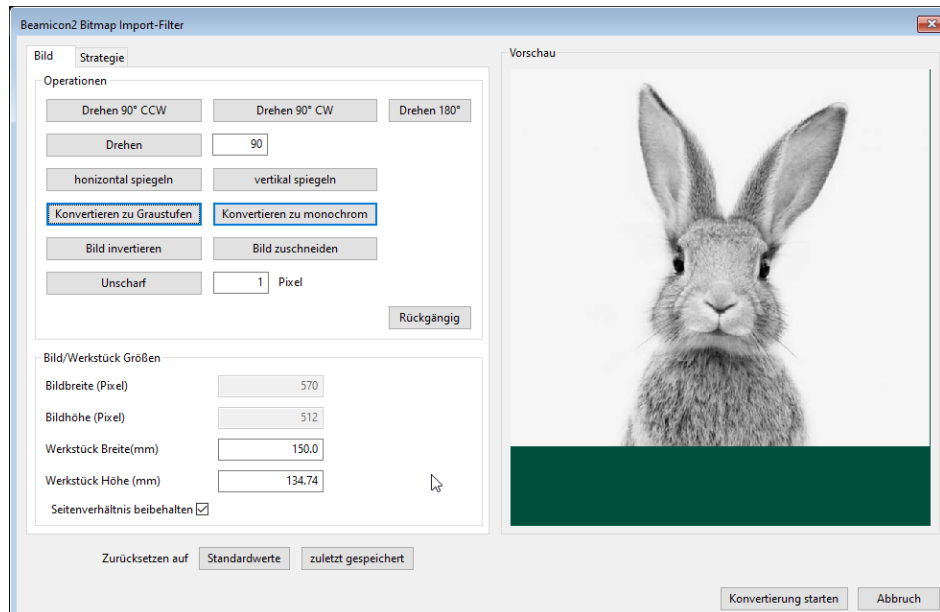 Beamicon2 Bitmap Import-Filter
Bild Strategie
Operationen
Drehen 90° CCW Drehen 90° CW Drehen 180°
Drehen 90
honizontal spiegeln vertikal spiegeln
Konvertieren zu Graustufen Konvertieren zu monochrom
Bild invertieren Bild zuschneiden
Unscharf 1 Pixel
Rückgängig
Bild/Werkstück Größen
Bildbreite (Pixel) 570
Bildhöhe (Pixel) 512
Werkstück Breite(mm) 150.0
Werkstück Höhe (mm) 134.74
Seitenverhältnis beibehalten
Zurücksetzen auf Standardwerte zuletzt gespeichert
Vorschau
Konvertierung starten Abbruch